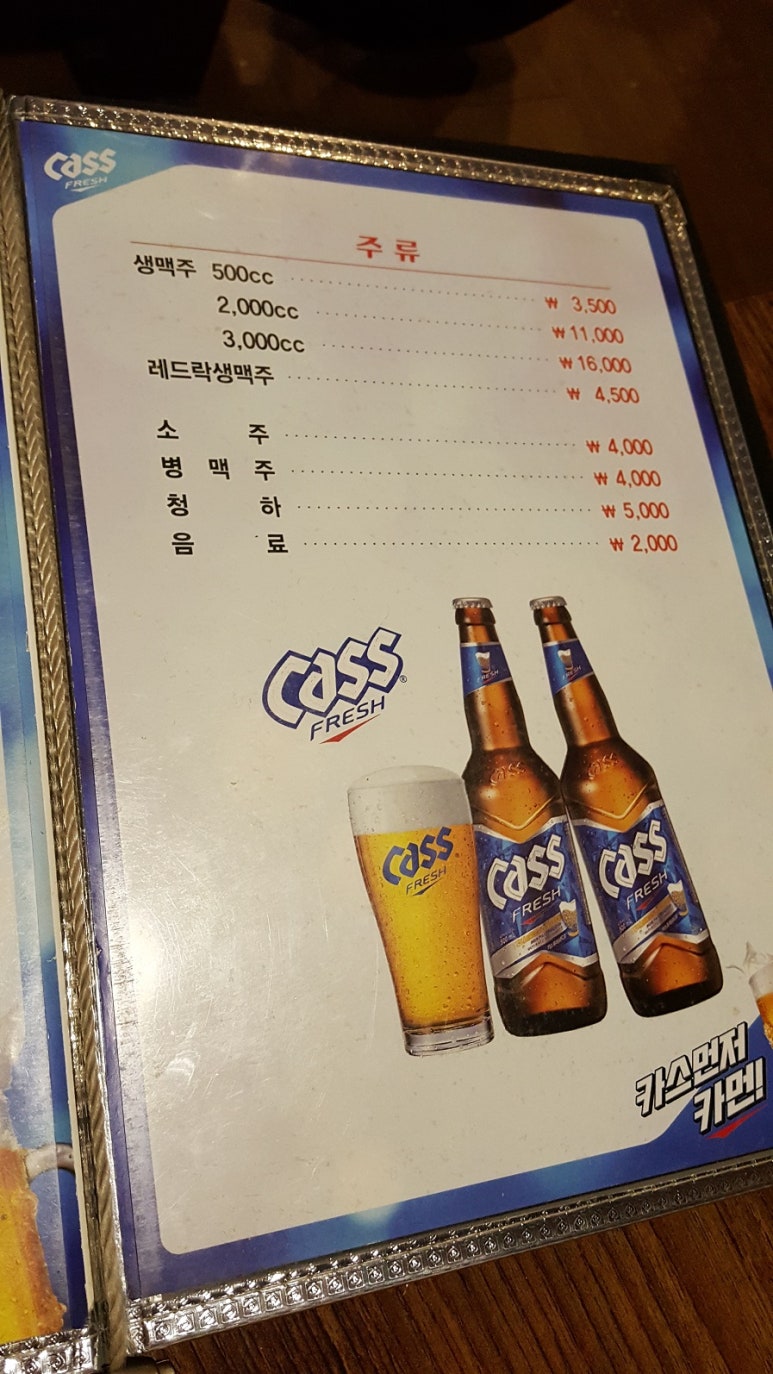 Cass
FRESH
주류
생맥주 500cc ₩ 3,500
2,000cc ₩ 11,000
3,000cc ₩ 16,000
레드락생맥주 ₩ 4,500
소 주 ₩ 4,000
병 맥 주 ₩ 4,000
청 하 ₩ 5,000
음 료 ₩ 2,000
Cass®
FRESH
Cass
FRESH
Cass
FRESH
Cass
FRESH
카스먼저
카먼!